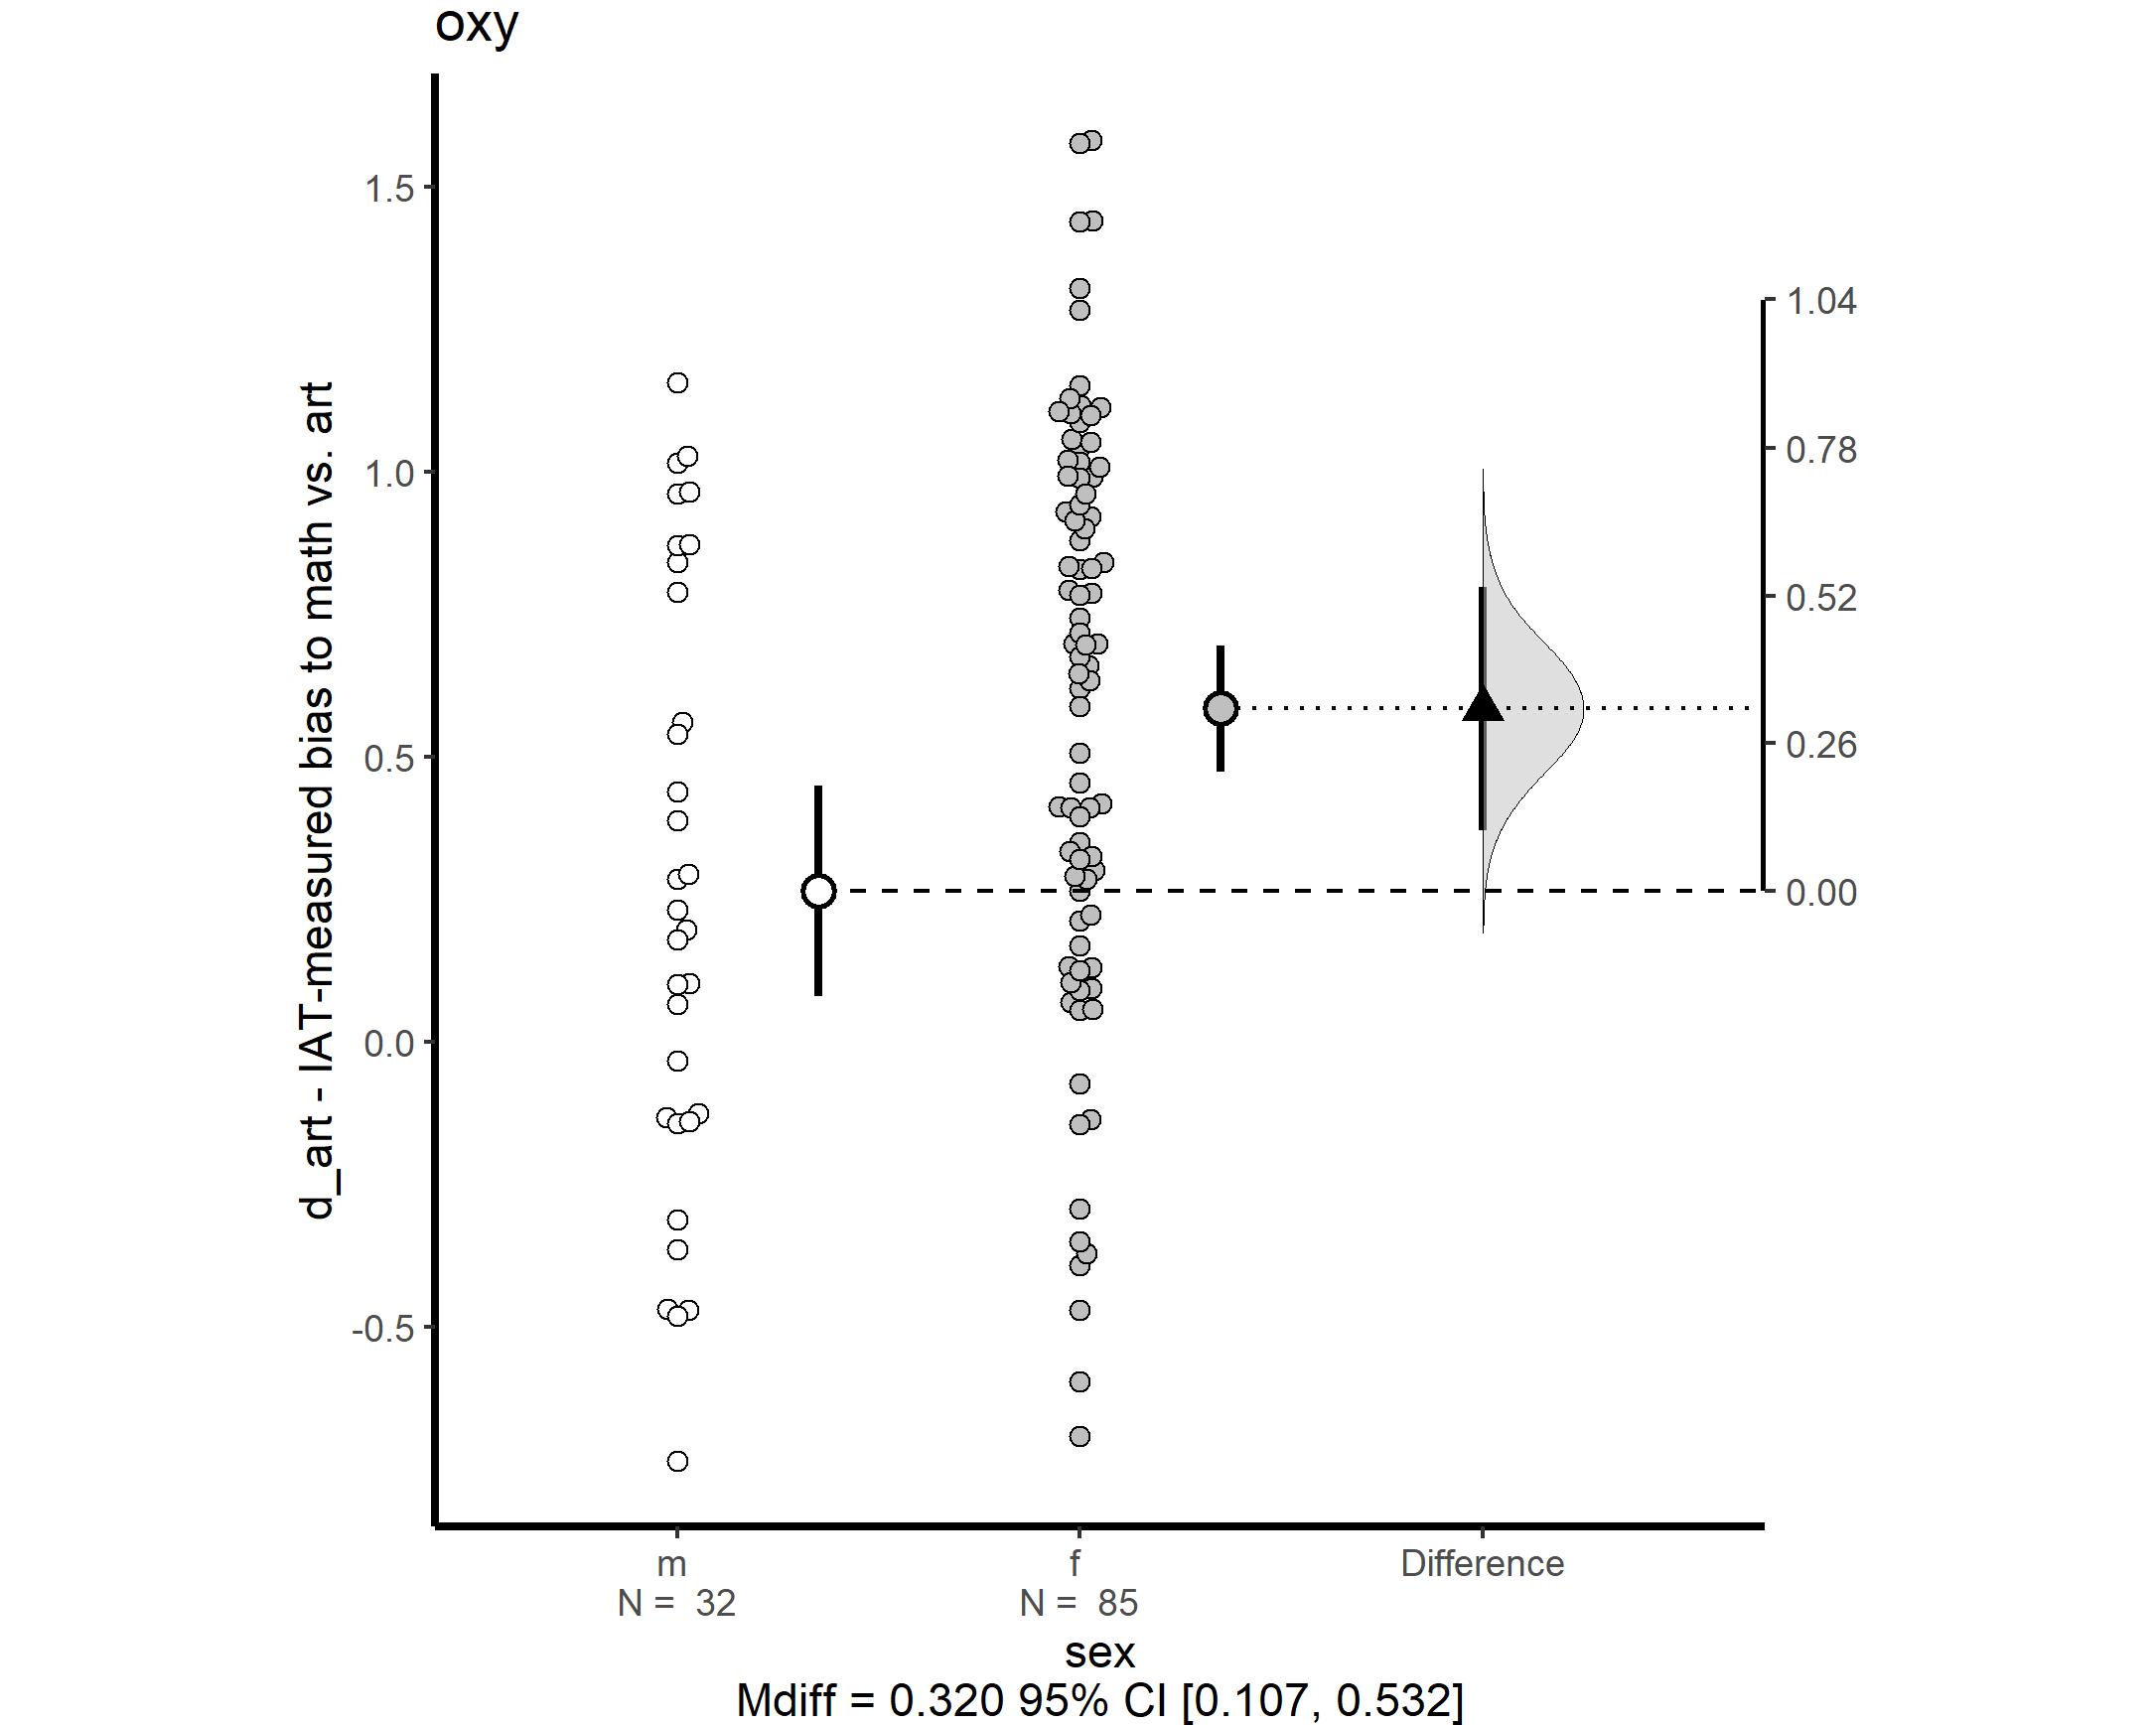 oxy
d_art - IAT-measured bias to math vs. art
1.5
1.0
0.5
0.0
-0.5
1.04
0.78
0.52
0.26
0.00
m
N =  32
f
N =  85
Difference
sex
Mdiff = 0.320 95% CI [0.107, 0.532]